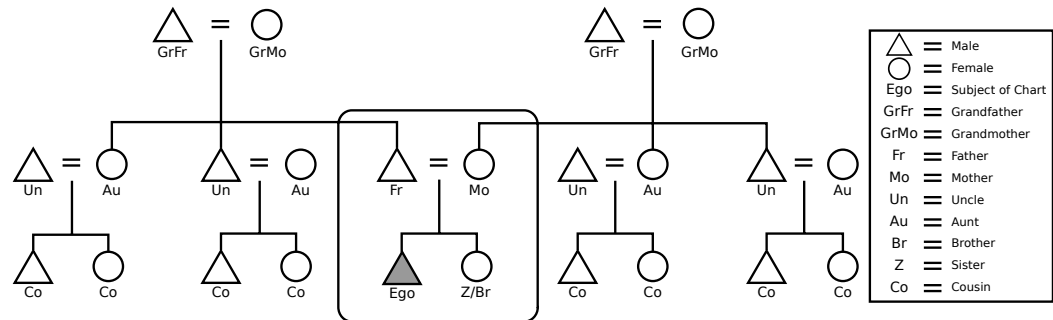 GrFr = GrMo
GrFr = GrMo
Un = Au
Un = Au
Fr = Mo
Un = Au
Un = Au
Co Co
Co Co
Ego Z/Br
Co Co
Co Co
= Male
= Female
Ego = Subject of Chart
GrFr = Grandfather
GrMo = Grandmother
Fr = Father
Mo = Mother
Un = Uncle
Au = Aunt
Br = Brother
Z = Sister
Co = Cousin